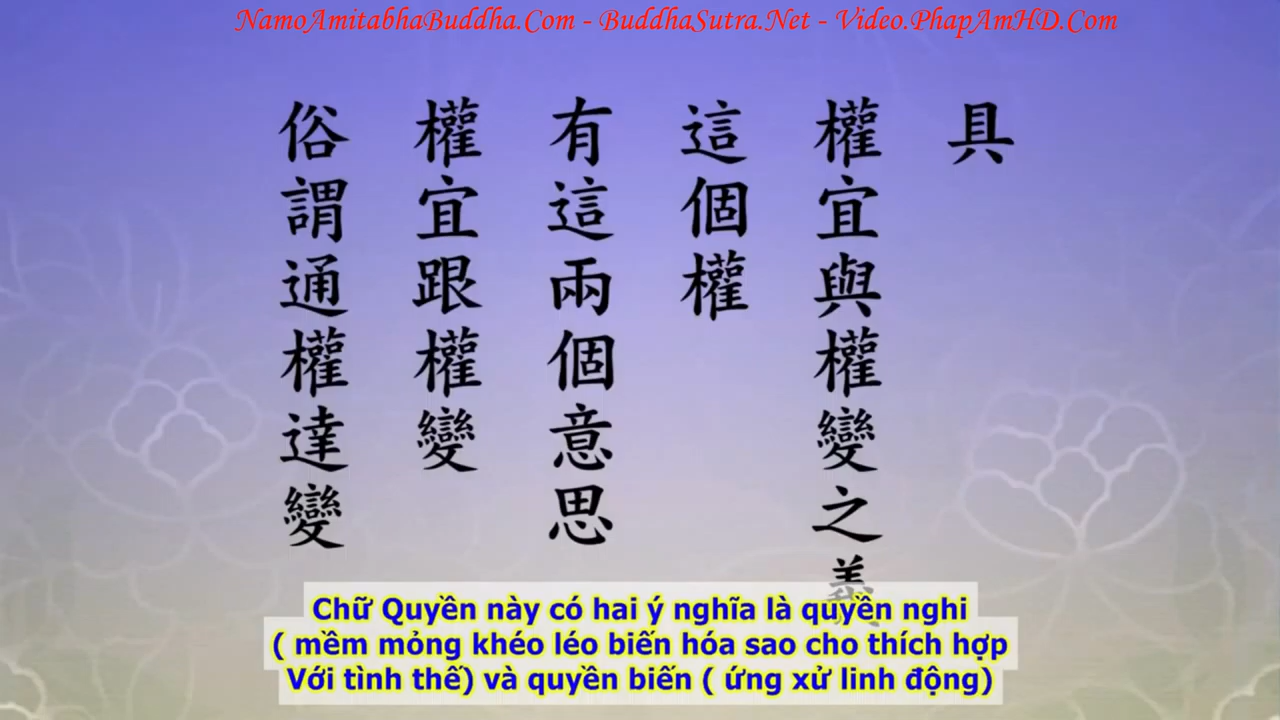 NamoAmitabhaBuddha.Com - BuddhaSutra.Net - Video.PhapAmHD.Com
具
權宜與權變之義
這個權
有這兩個意思
權宜跟權變
俗謂通權達變
Chữ Quyền này có hai ý nghĩa là quyền nghi
( mềm mỏng khéo léo biến hóa sao cho thích hợp
Với tình thế) và quyền biến ( ứng xử linh động)